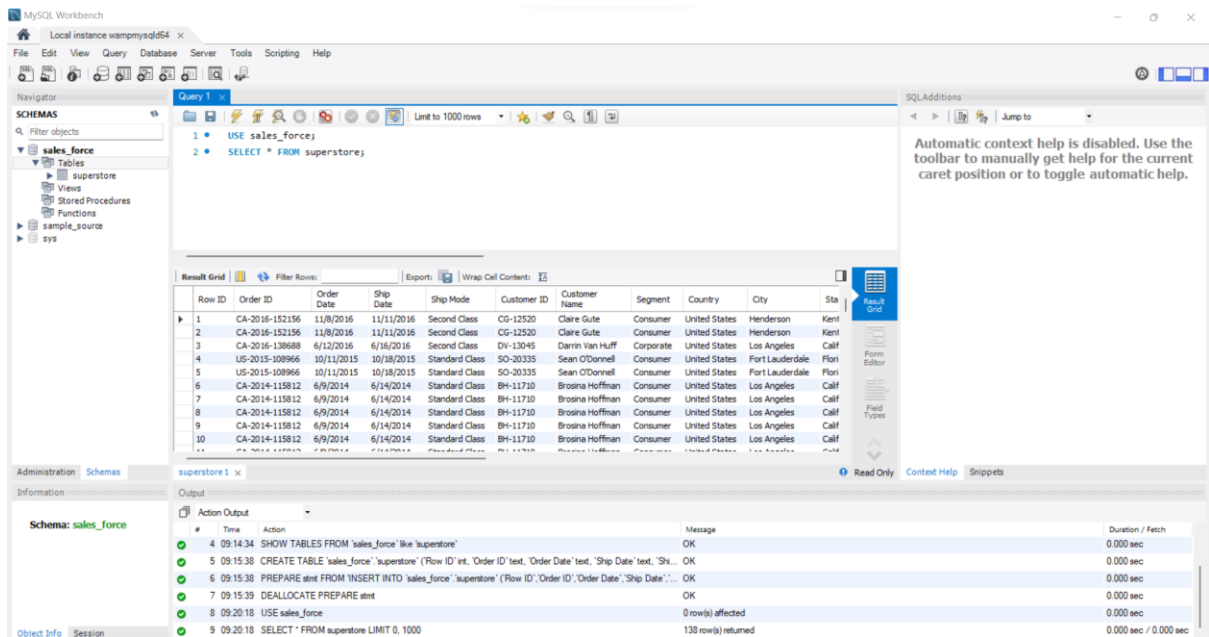 MySQL Workbench
Local instance wampmysqld64 ×
File Edit View Query Database Server Tools Scripting Help
Navigator
SCHEMAS
Filter objects
sales_force
Tables
superstore
Views
Stored Procedures
Functions
sample_source
sys
Administration Schemas
Information
Schema: sales_force
Object Info Session
Query 1 ×
Limit to 1000 rows
1 USE sales_force;
2 SELECT * FROM superstore;
Result Grid Filter Rows: Export: Wrap Cell Content:
Row ID Order ID Order Date Ship Date Ship Mode Customer ID Customer Name Segment Country City Sta
1 CA-2016-152156 11/8/2016 11/11/2016 Second Class CG-12520 Claire Gute Consumer United States Henderson Kent
2 CA-2016-152156 11/8/2016 11/11/2016 Second Class CG-12520 Claire Gute Consumer United States Henderson Kent
3 CA-2016-138688 6/12/2016 6/16/2016 Second Class DV-13045 Darrin Van Huff Corporate United States Los Angeles Calif
4 US-2015-108966 10/11/2015 10/18/2015 Standard Class SO-20335 Sean O'Donnell Consumer United States Fort Lauderdale Flori
5 US-2015-108966 10/11/2015 10/18/2015 Standard Class SO-20335 Sean O'Donnell Consumer United States Fort Lauderdale Flori
6 CA-2014-115812 6/9/2014 6/14/2014 Standard Class BH-11710 Brosina Hoffman Consumer United States Los Angeles Calif
7 CA-2014-115812 6/9/2014 6/14/2014 Standard Class BH-11710 Brosina Hoffman Consumer United States Los Angeles Calif
8 CA-2014-115812 6/9/2014 6/14/2014 Standard Class BH-11710 Brosina Hoffman Consumer United States Los Angeles Calif
9 CA-2014-115812 6/9/2014 6/14/2014 Standard Class BH-11710 Brosina Hoffman Consumer United States Los Angeles Calif
10 CA-2014-115812 6/9/2014 6/14/2014 Standard Class BH-11710 Brosina Hoffman Consumer United States Los Angeles Calif
Result Grid
Form Editor
Field Types
superstore 1 ×
Read Only
SQLAdditions
Jump to
Automatic context help is disabled. Use the
toolbar to manually get help for the current
caret position or to toggle automatic help.
Context Help Snippets
Output
Action Output
# Time Action Message Duration / Fetch
4 09:14:34 SHOW TABLES FROM `sales_force` like 'superstore' OK 0.000 sec
5 09:15:38 CREATE TABLE `sales_force`.`superstore` (`Row ID` int, `Order ID` text, `Order Date` text, `Ship Date` text, `Shi... OK 0.000 sec
6 09:15:38 PREPARE stmt FROM 'INSERT INTO `sales_force`.`superstore` (`Row ID`,`Order ID`,`Order Date`,`Ship Date`,`... OK 0.000 sec
7 09:15:39 DEALLOCATE PREPARE stmt OK 0.000 sec
8 09:20:18 USE sales_force 0 row(s) affected 0.000 sec
9 09:20:18 SELECT * FROM superstore LIMIT 0, 1000 138 row(s) returned 0.000 sec / 0.000 sec